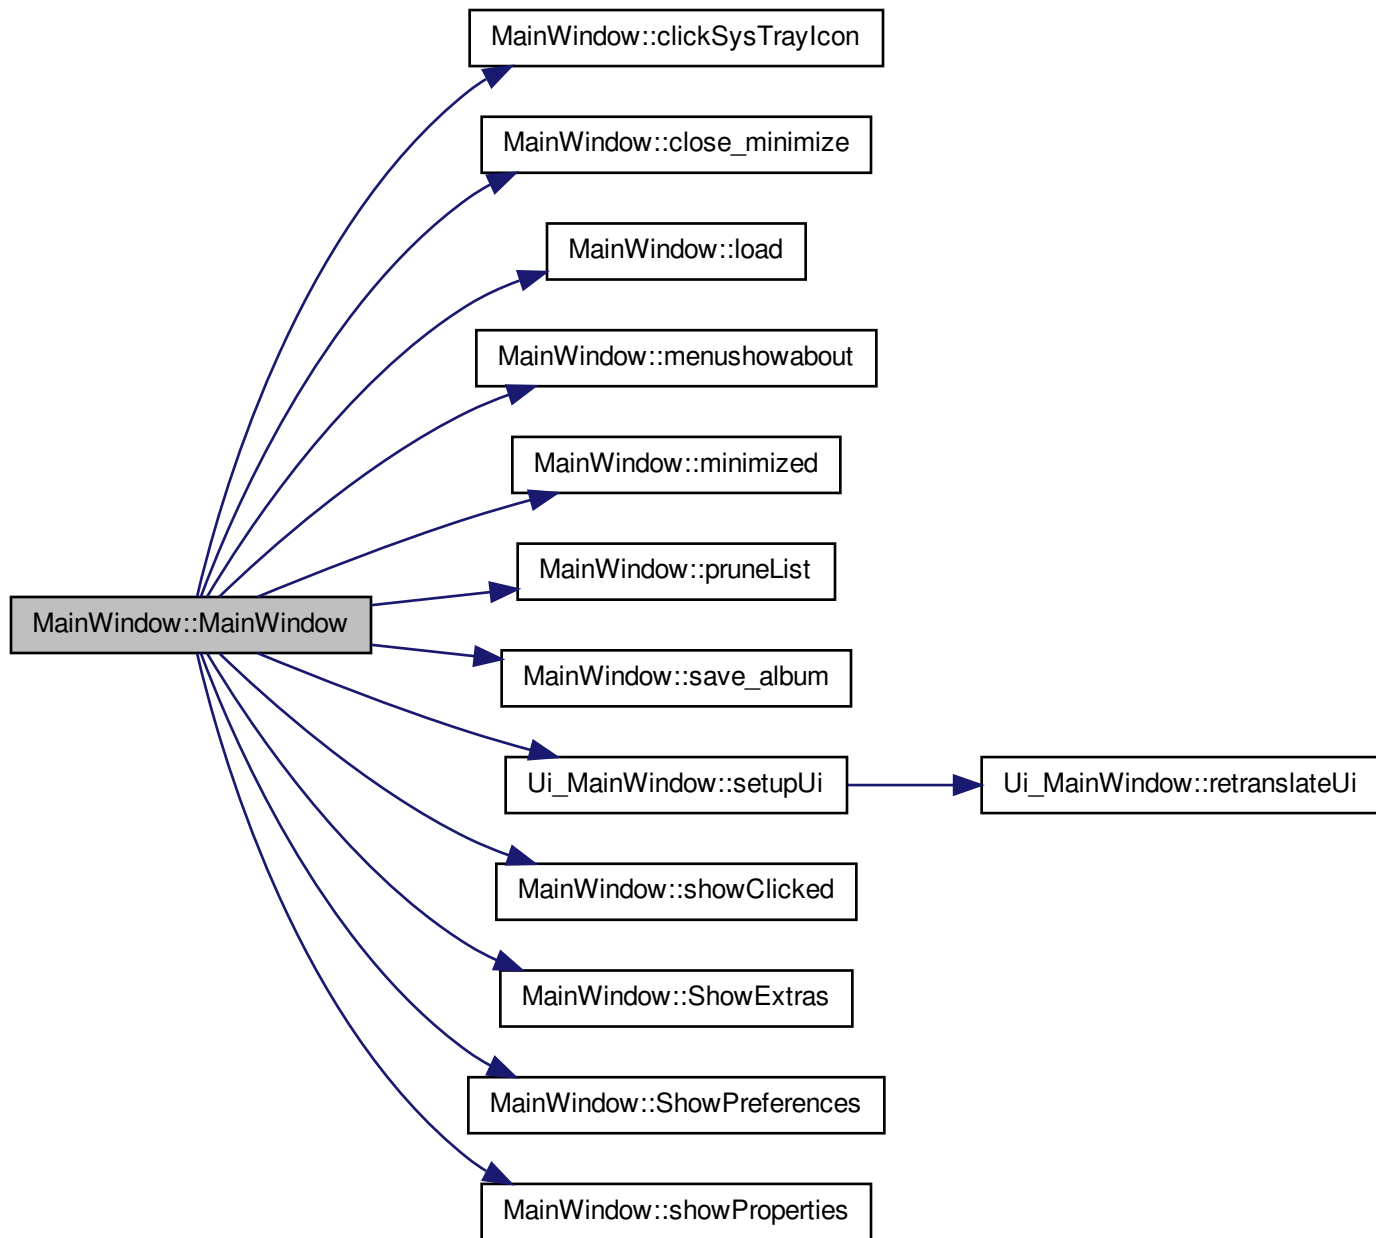 MainWindow::clickSysTrayIcon
MainWindow::close_minimize
MainWindow::load
MainWindow::menushowabout
MainWindow::minimized
MainWindow::pruneList
MainWindow::MainWindow
MainWindow::save_album
Ui_MainWindow::setupUi
Ui_MainWindow::retranslateUi
MainWindow::showClicked
MainWindow::ShowExtras
MainWindow::ShowPreferences
MainWindow::showProperties